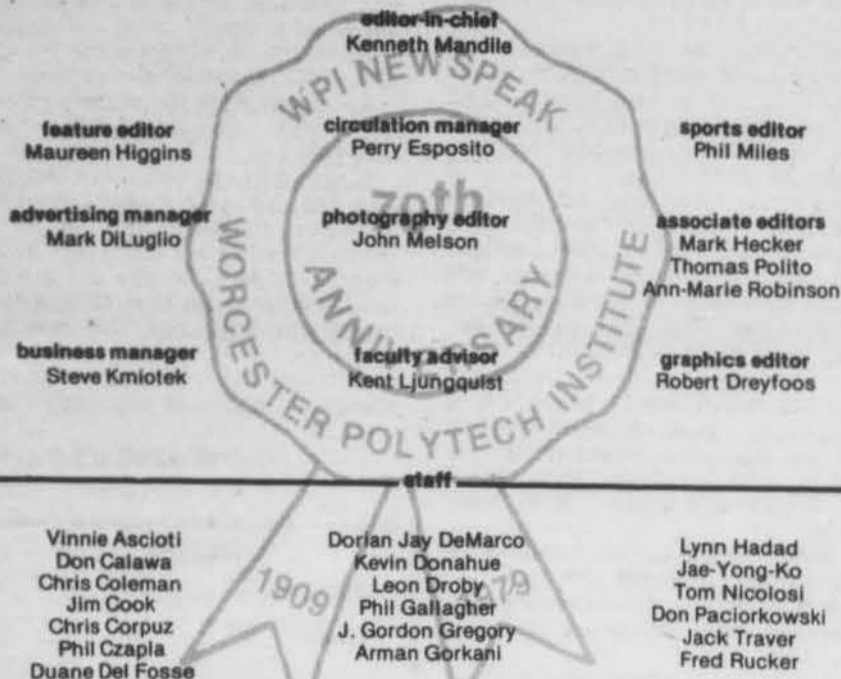 editor-in-chief
Kenneth Mandile
WPI NEWSPEAK
feature editor
Maureen Higgins
circulation manager
Perry Esposito
sports editor
Phil Miles
70th
advertising manager
Mark DiLuglio
photography editor
John Melson
associate editors
Mark Hecker
Thomas Polito
Ann-Marie Robinson
ANNIVERSARY
business manager
Steve Kmiotek
faculty advisor
Kent Ljungquist
graphics editor
Robert Dreyfoos
WORCESTER POLYTECH INSTITUTE
staff
Vinnie Ascioti
Don Calawa
Chris Coleman
Jim Cook
Chris Corpuz
Phil Czapla
Duane Del Fosse
Dorian Jay DeMarco
Kevin Donahue
Leon Droby
Phil Gallagher
J. Gordon Gregory
Arman Gorkani
Lynn Hadad
Jae-Yong-Ko
Tom Nicolosi
Don Paciorkowski
Jack Traver
Fred Rucker
1909
1979